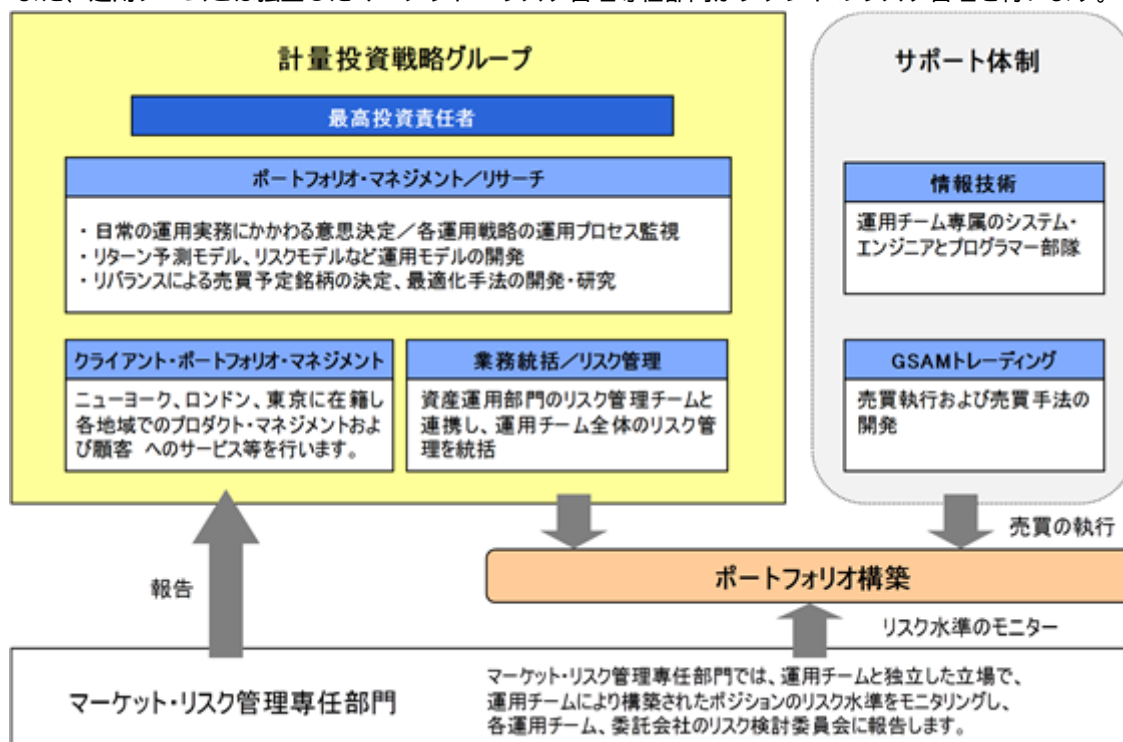 計量投資戦略グループ
最高投資責任者
ポートフォリオ・マネジメント／リサーチ
・日常の運用実務にかかわる意思決定／各運用戦略の運用プロセス監視
・リターン予測モデル、リスクモデルなど運用モデルの開発
・リバランスによる売買予定銘柄の決定、最適化手法の開発・研究
クライアント・ポートフォリオ・マネジメント
ニューヨーク、ロンドン、東京に在籍し
各地域でのプロダクト・マネジメントおよ
び顧客 へのサービス等を行います。
業務統括／リスク管理
資産運用部門のリスク管理チームと
連携し、運用チーム全体のリスク管
理を統括
サポート体制
情報技術
運用チーム専属のシステム・
エンジニアとプログラマー部隊
GSAMトレーディング
売買執行および売買手法の
開発
売買の執行
報告
ポートフォリオ構築
リスク水準のモニター
マーケット・リスク管理専任部門
マーケット・リスク管理専任部門では、運用チームと独立した立場で、
運用チームにより構築されたポジションのリスク水準をモニタリングし、
各運用チーム、委託会社のリスク検討委員会に報告します。